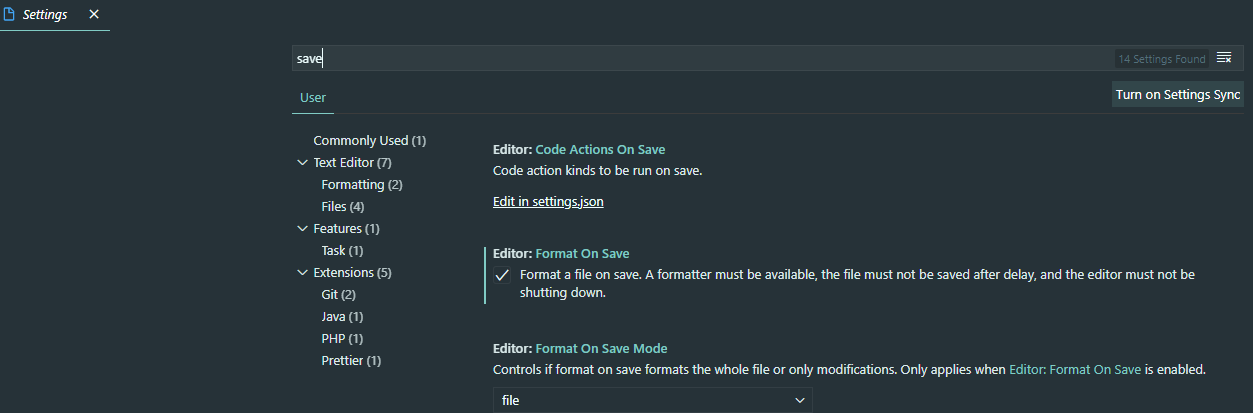 Settings
save
14 Settings Found
User
Turn on Settings Sync
Commonly Used (1)
Text Editor (7)
Formatting (2)
Files (4)
Features (1)
Task (1)
Extensions (5)
Git (2)
Java (1)
PHP (1)
Prettier (1)
Editor: Code Actions On Save
Code action kinds to be run on save.
Edit in settings.json
Editor: Format On Save
Format a file on save. A formatter must be available, the file must not be saved after delay, and the editor must not be
shutting down.
Editor: Format On Save Mode
Controls if format on save formats the whole file or only modifications. Only applies when Editor: Format On Save is enabled.
file